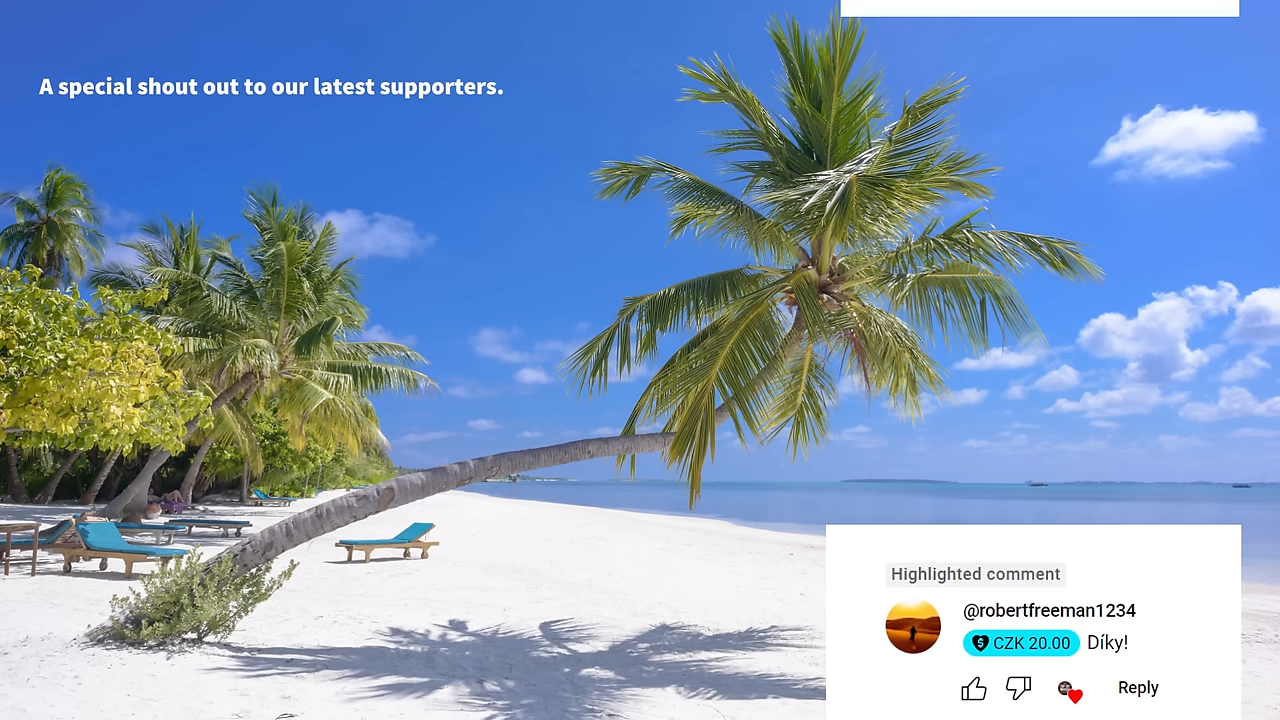 A special shout out to our latest supporters.
Highlighted comment
@robertfreeman1234
CZK 20.00 Díky!
Reply